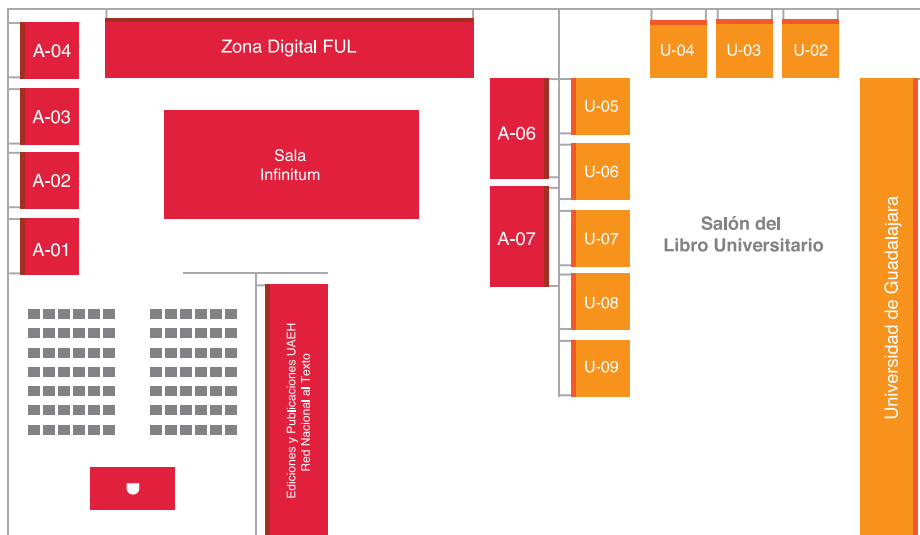 A-04
Zona Digital FUL
U-04
U-03
U-02
A-03
A-06
U-05
Sala
Infinitum
A-02
U-06
A-01
A-07
U-07
Salón del
Libro Universitario
U-08
U-09
Universidad de Guadalajara
Ediciones y Publicaciones UAEH
Red Nacional al Texto